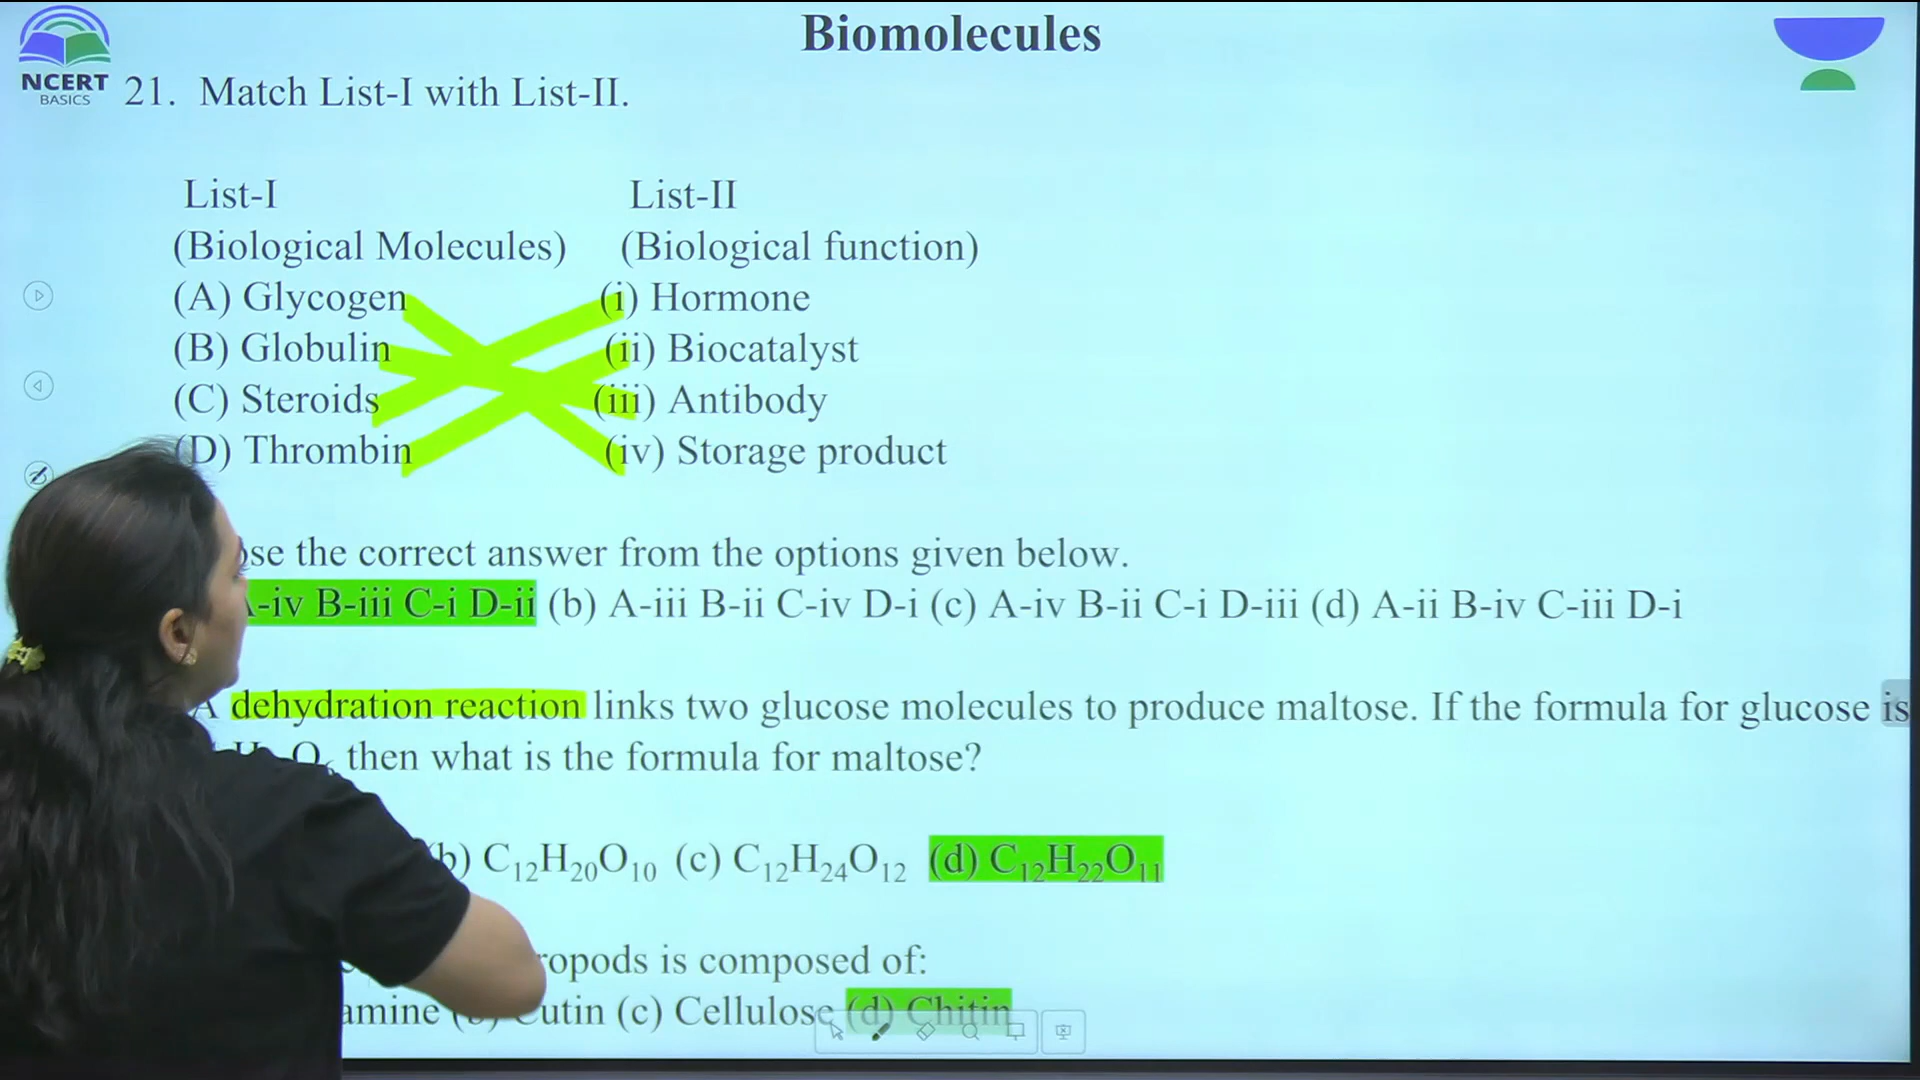 Biomolecules
NCERT
BASICS
21. Match List-I with List-II.
List-I List-II
(Biological Molecules) (Biological function)
(A) Glycogen (i) Hormone
(B) Globulin (ii) Biocatalyst
(C) Steroids (iii) Antibody
(D) Thrombin (iv) Storage product
the correct answer from the options given below.
A-iv B-iii C-i D-ii (b) A-iii B-ii C-iv D-i (c) A-iv B-ii C-i D-iii (d) A-ii B-iv C-iii D-i
A dehydration reaction links two glucose molecules to produce maltose. If the formula for glucose is
then what is the formula for maltose?
(b) C₁₂H₂₀O₁₀ (c) C₁₂H₂₄O₁₂ (d) C₁₂H₂₂O₁₁
is composed of:
(c) Cellulose (d) Chitin